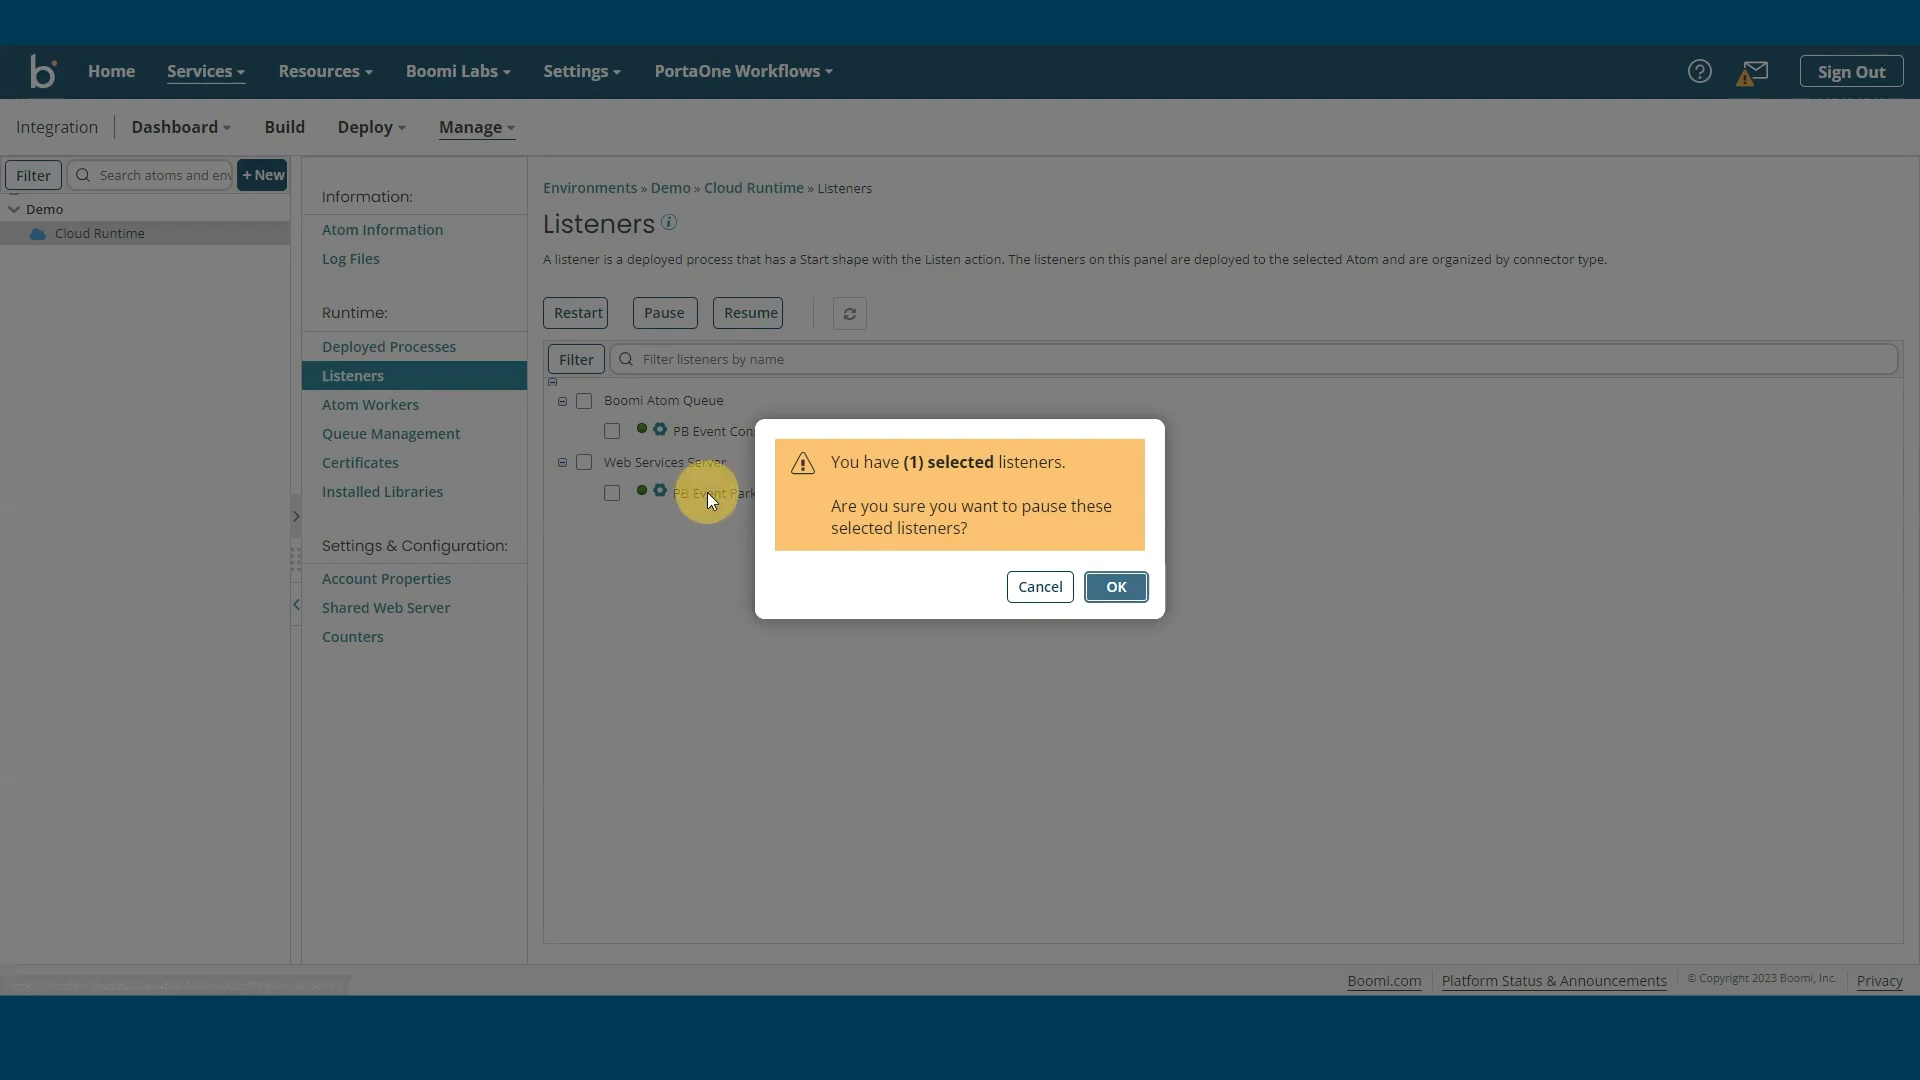 b Home Services Resources Boomi Labs Settings PortaOne Workflows Sign Out
Integration Dashboard Build Deploy Manage
Filter Search atoms and env + New
Demo
Cloud Runtime
Information:
Atom Information
Log Files
Runtime:
Deployed Processes
Listeners
Atom Workers
Queue Management
Certificates
Installed Libraries
Settings & Configuration:
Account Properties
Shared Web Server
Counters
Environments » Demo » Cloud Runtime » Listeners
Listeners
A listener is a deployed process that has a Start shape with the Listen action. The listeners on this panel are deployed to the selected Atom and are organized by connector type.
Restart Pause Resume
Filter Filter listeners by name
Boomi Atom Queue
PB Event Con
Web Services Server
PB Event Park
You have (1) selected listeners.
Are you sure you want to pause these
selected listeners?
Cancel OK
Boomi.com Platform Status & Announcements © Copyright 2023 Boomi, Inc. Privacy